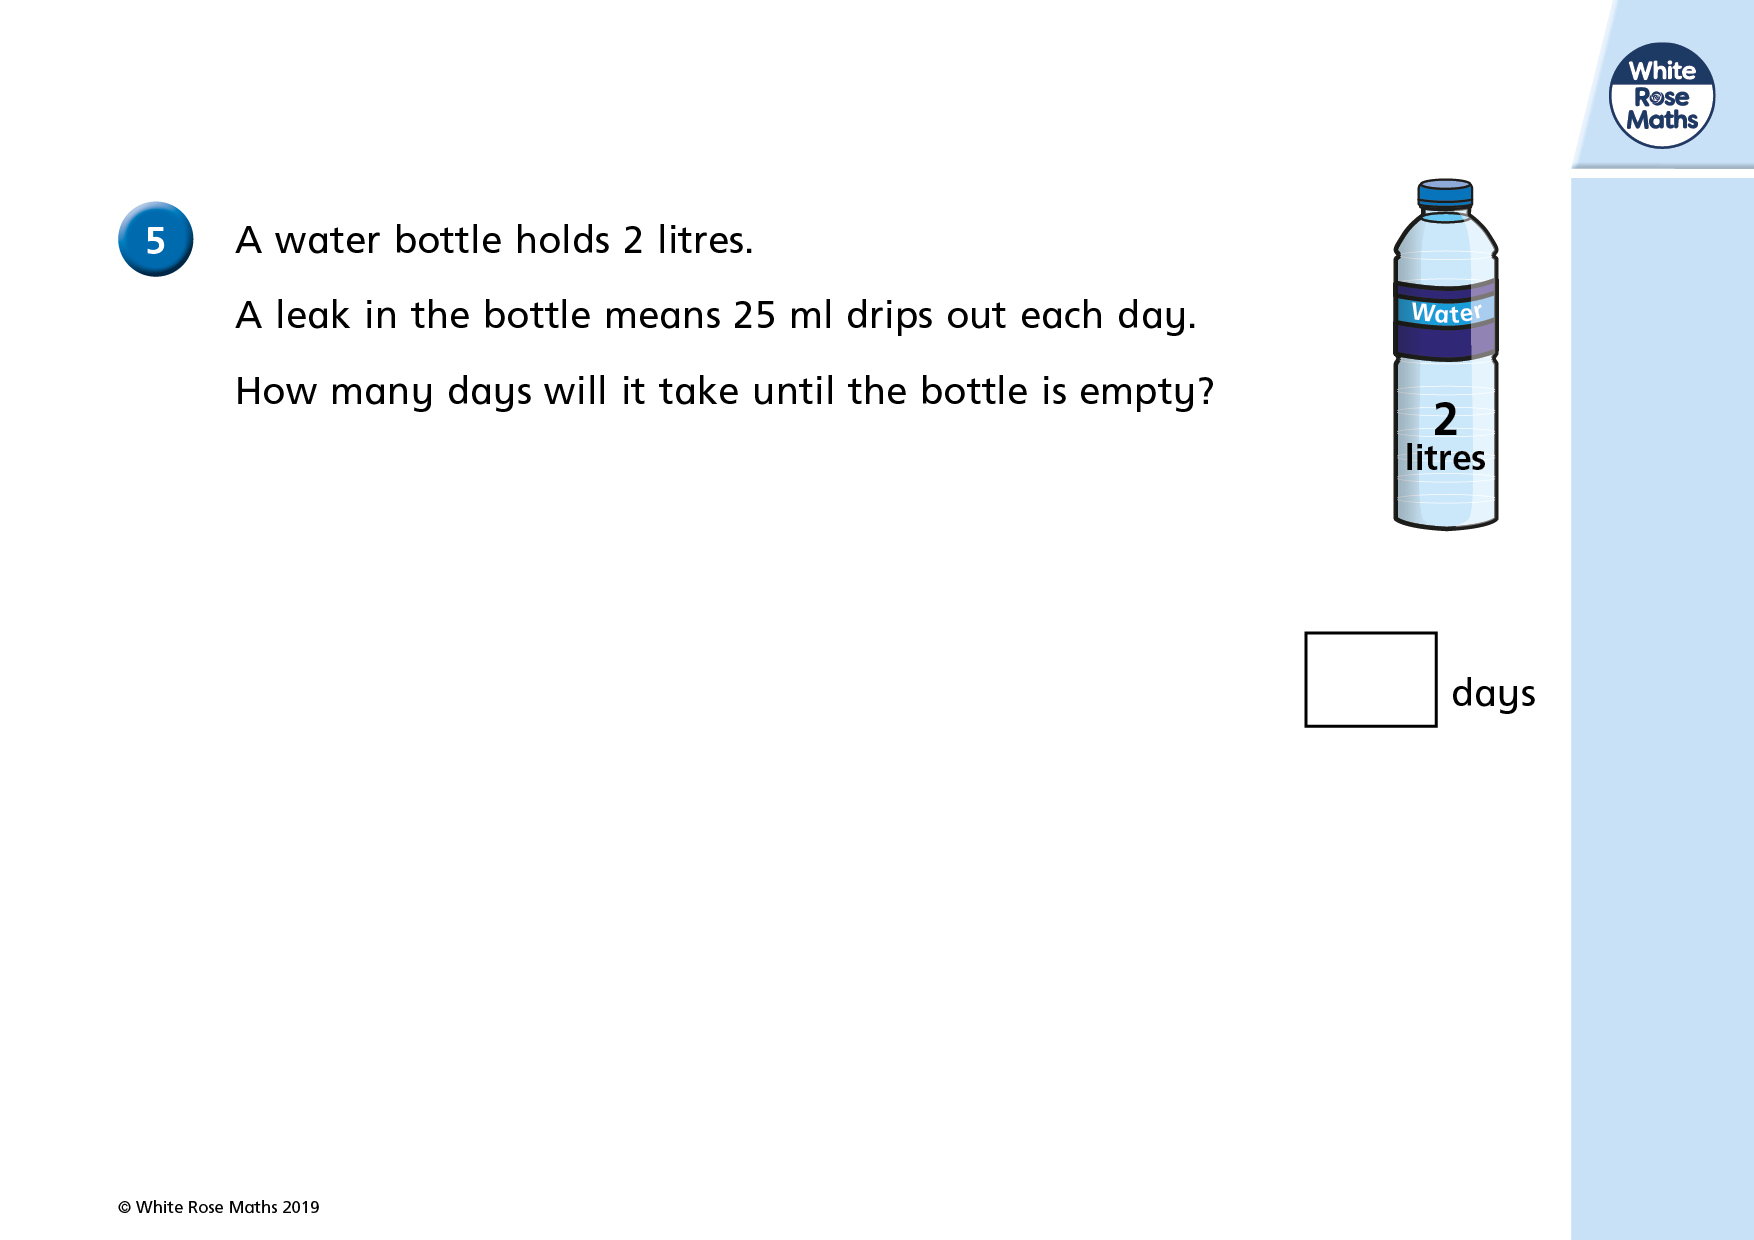 White
Rose
Maths
5 A water bottle holds 2 litres.
A leak in the bottle means 25 ml drips out each day.
How many days will it take until the bottle is empty?
Water
2
litres
days
© White Rose Maths 2019